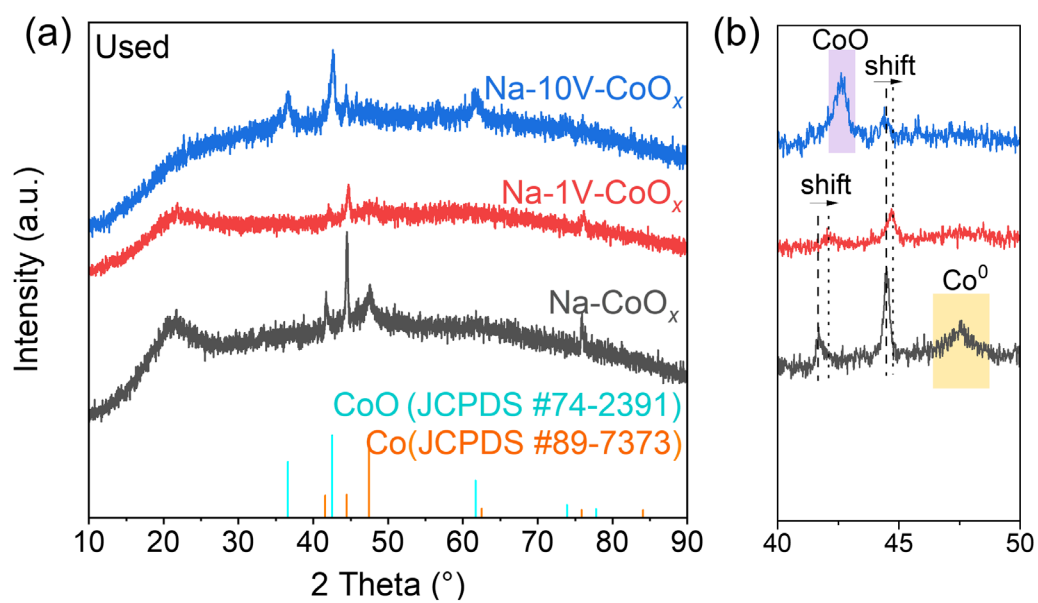 (a)
Used
Na-10V-CoOₓ
Na-1V-CoOₓ
Na-CoOₓ
CoO (JCPDS #74-2391)
Co(JCPDS #89-7373)
Intensity (a.u.)
10 20 30 40 50 60 70 80 90
2 Theta (°)
(b)
CoO
shift
shift
Co⁰
40 45 50